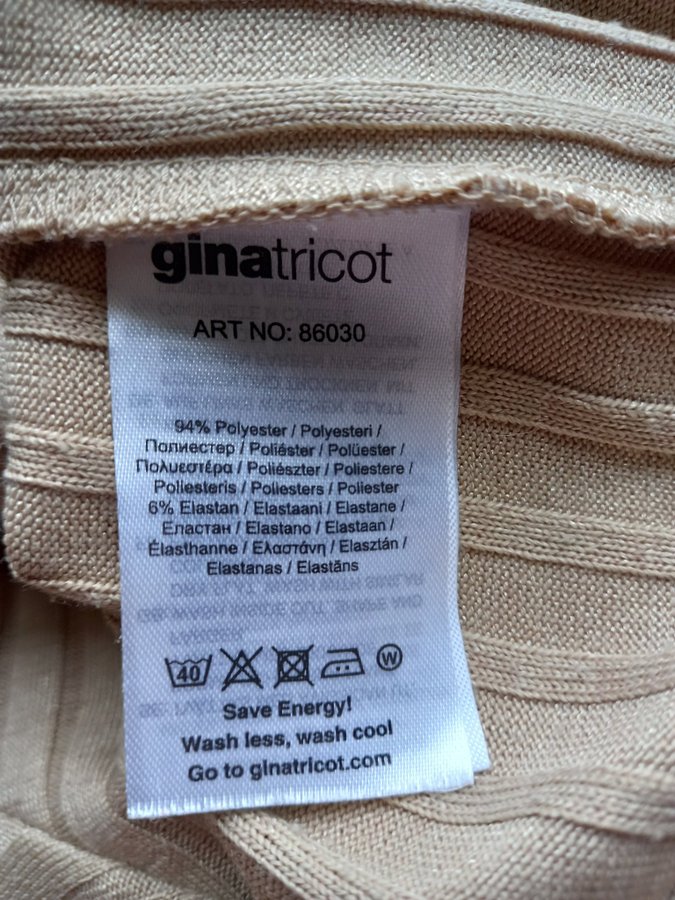 ginatricot
ART NO: 86030
94% Polyester / Polyesteri /
Полиестер / Poliéster / Polüester /
Πολυεστέρα / Poliészter / Poliestere /
Poliesteris / Poliesters / Poliester
6% Elastan / Elastaani / Elastane /
Еластан / Elastano / Elastaan /
Élasthanne / Ελαστάνη / Elasztán /
Elastanas / Elastāns
40 W
Save Energy!
Wash less, wash cool
Go to ginatricot.com